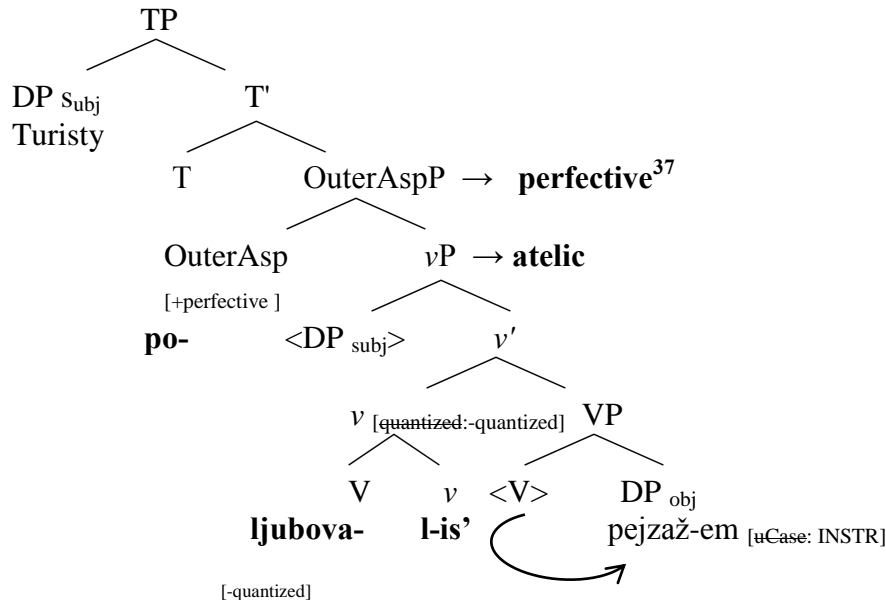 TP
DP subj T'
Turisty
T OuterAspP → perfective37
OuterAsp vP → atelic
[+perfective ]
po- <DP subj> v'
v [quantized:-quantized] VP
V v <V> DP obj
ljubova- l-is’ pejzaž-em [uCase: INSTR]
[-quantized]